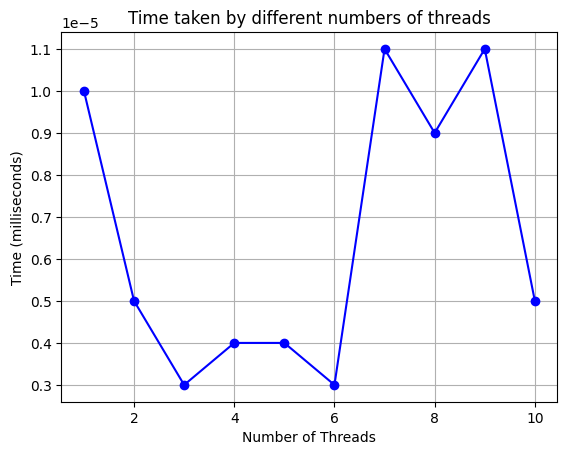 Time taken by different numbers of threads
1e−5
1.1
1.0
0.9
0.8
0.7
0.6
0.5
0.4
0.3
Time (milliseconds)
2 4 6 8 10
Number of Threads